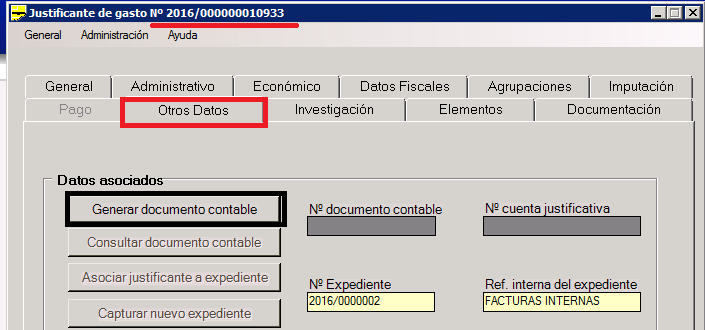 Justificante de gasto Nº 2016/000000010933
General Administración Ayuda
General Administrativo Económico Datos Fiscales Agrupaciones Imputación
Pago Otros Datos Investigación Elementos Documentación
Datos asociados
Generar documento contable
Nº documento contable Nº cuenta justificativa
Consultar documento contable
Asociar justificante a expediente
Nº Expediente Ref. interna del expediente
2016/0000002 FACTURAS INTERNAS
Capturar nuevo expediente